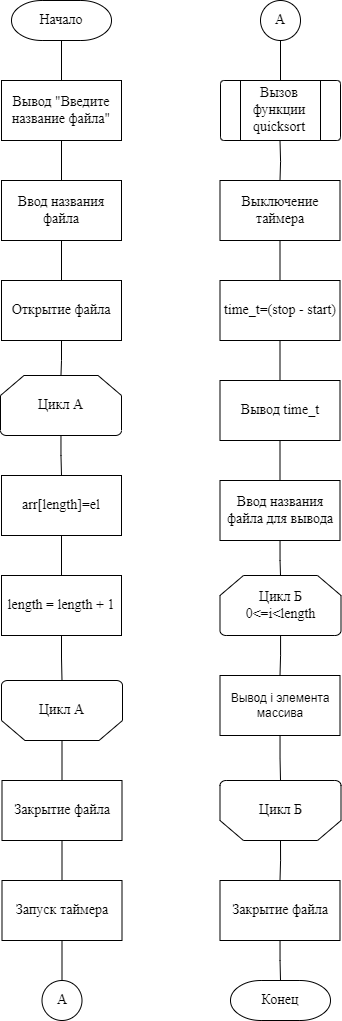 Начало
Вывод "Введите
название файла"
Ввод названия
файла
Открытие файла
Цикл А
arr[length]=el
length = length + 1
Цикл А
Закрытие файла
Запуск таймера
А
А
Вызов
функции
quicksort
Выключение
таймера
time_t=(stop - start)
Вывод time_t
Ввод названия
файла для вывода
Цикл Б
0<=i<length
Вывод i элемента
массива
Цикл Б
Закрытие файла
Конец